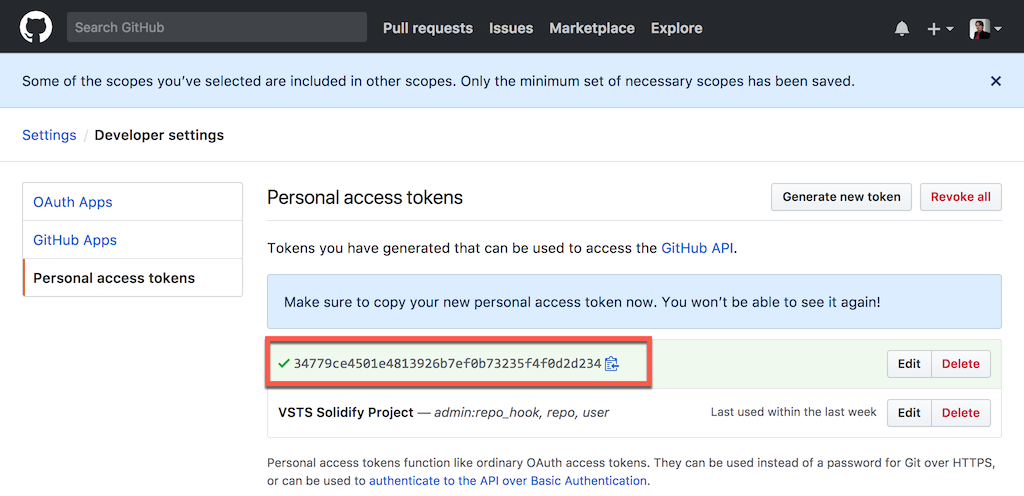 Search GitHub Pull requests Issues Marketplace Explore
Some of the scopes you’ve selected are included in other scopes. Only the minimum set of necessary scopes has been saved.
Settings / Developer settings
OAuth Apps
GitHub Apps
Personal access tokens
Personal access tokens Generate new token Revoke all
Tokens you have generated that can be used to access the GitHub API.
Make sure to copy your new personal access token now. You won’t be able to see it again!
34779ce4501e4813926b7ef0b73235f4f0d2d234 Edit Delete
VSTS Solidify Project — admin:repo_hook, repo, user Last used within the last week Edit Delete
Personal access tokens function like ordinary OAuth access tokens. They can be used instead of a password for Git over HTTPS,
or can be used to authenticate to the API over Basic Authentication.